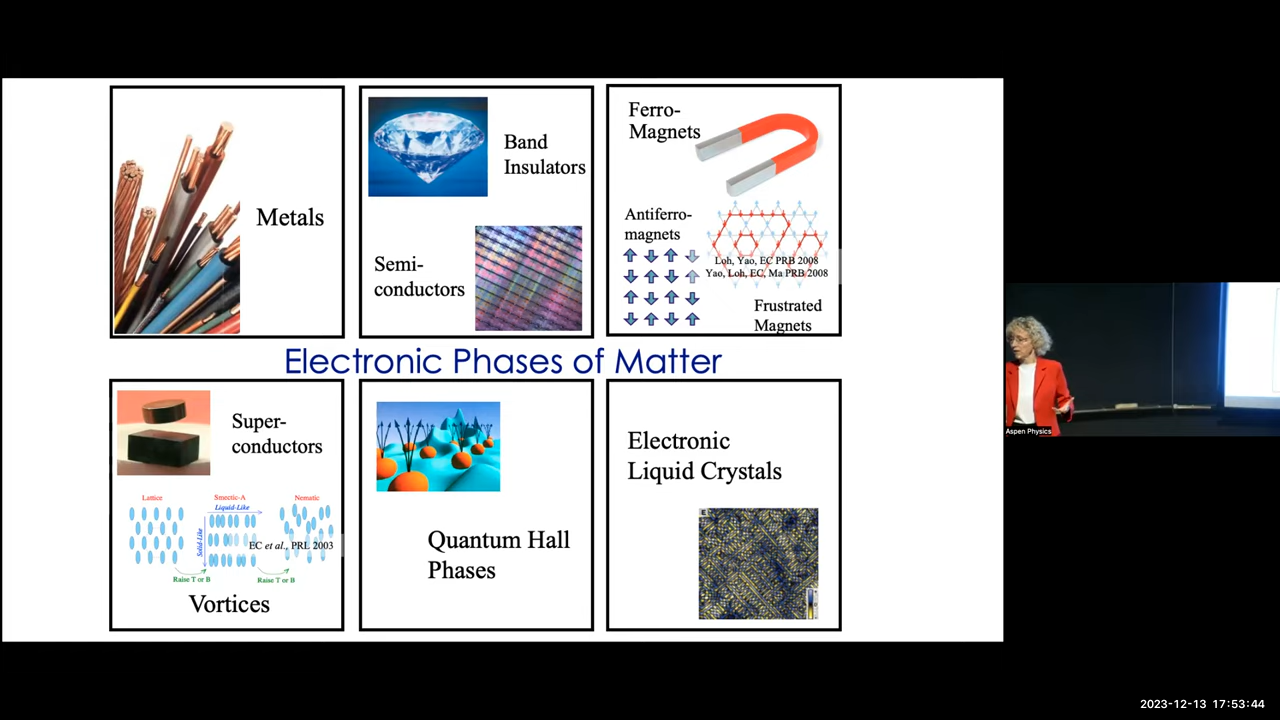 Metals
Band
Insulators
Semi-
conductors
Ferro-
Magnets
Antiferro-
magnets
Loh, Yao, EC PRB 2008
Yao, Loh, EC, Ma PRB 2008
Frustrated
Magnets
Electronic Phases of Matter
Super-
conductors
Lattice
Smectic-A
Nematic
Liquid-Like
Solid-Like
EC et al., PRL 2003
Raise T or B
Raise T or B
Vortices
Quantum Hall
Phases
Electronic
Liquid Crystals
E
Aspen Physics
2023-12-13 17:53:44